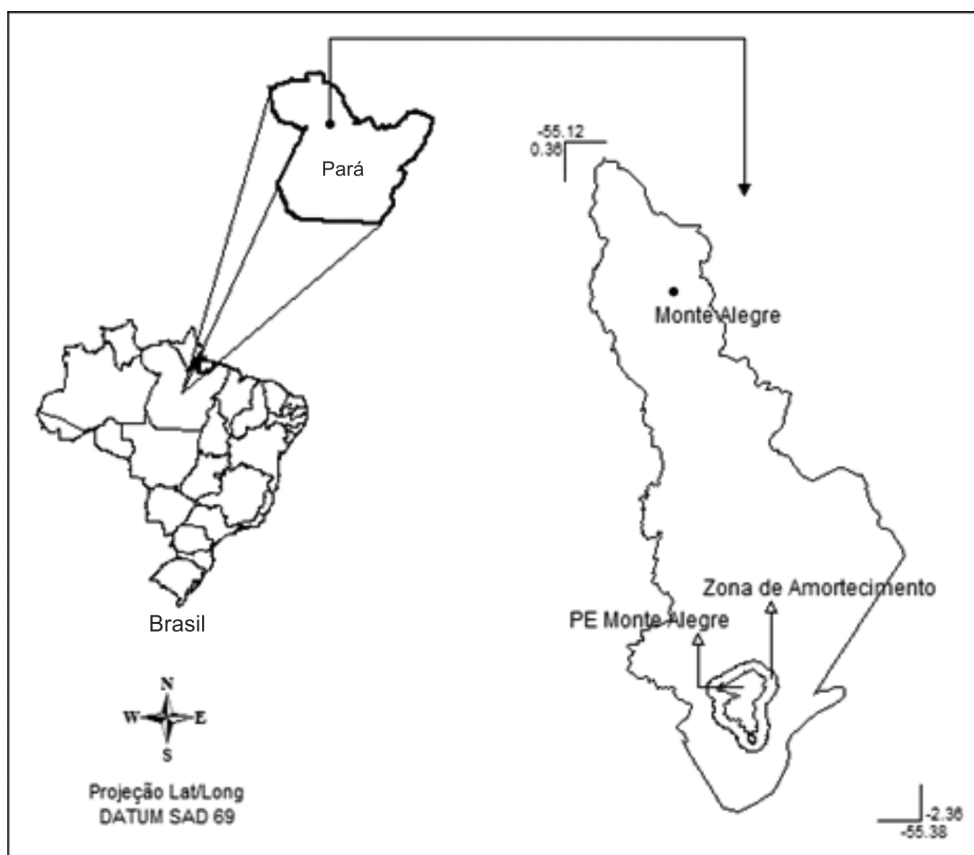 Pará
-55.12
0.36
Monte Alegre
Zona de Amortecimento
PE Monte Alegre
Brasil
N
W E
S
Projeção Lat/Long
DATUM SAD 69
-2.36
-55.38